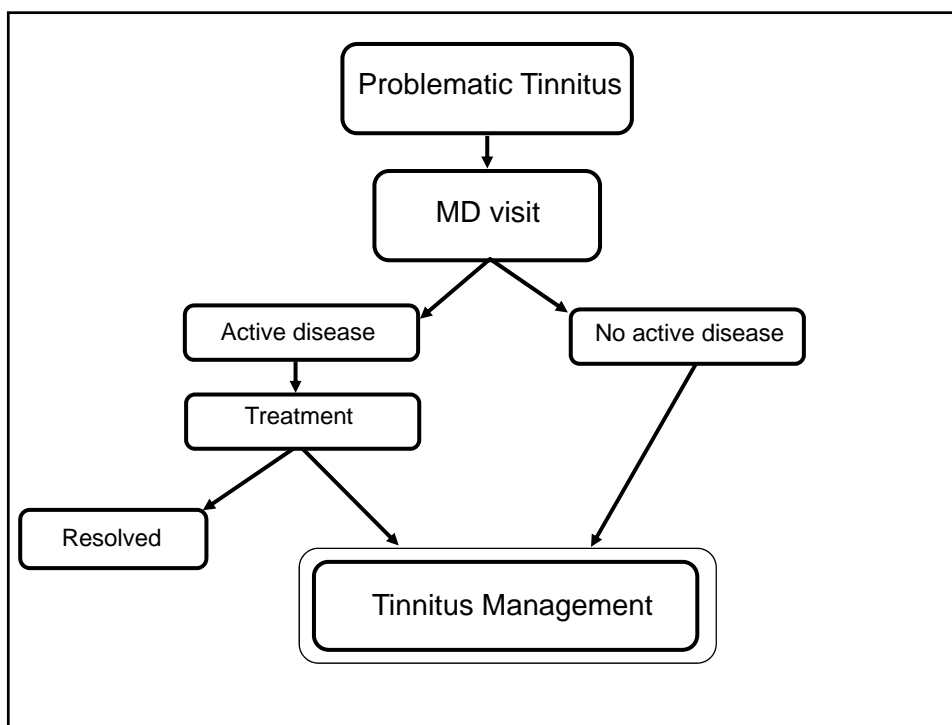 Problematic Tinnitus
MD visit
Active disease
No active disease
Treatment
Resolved
Tinnitus Management